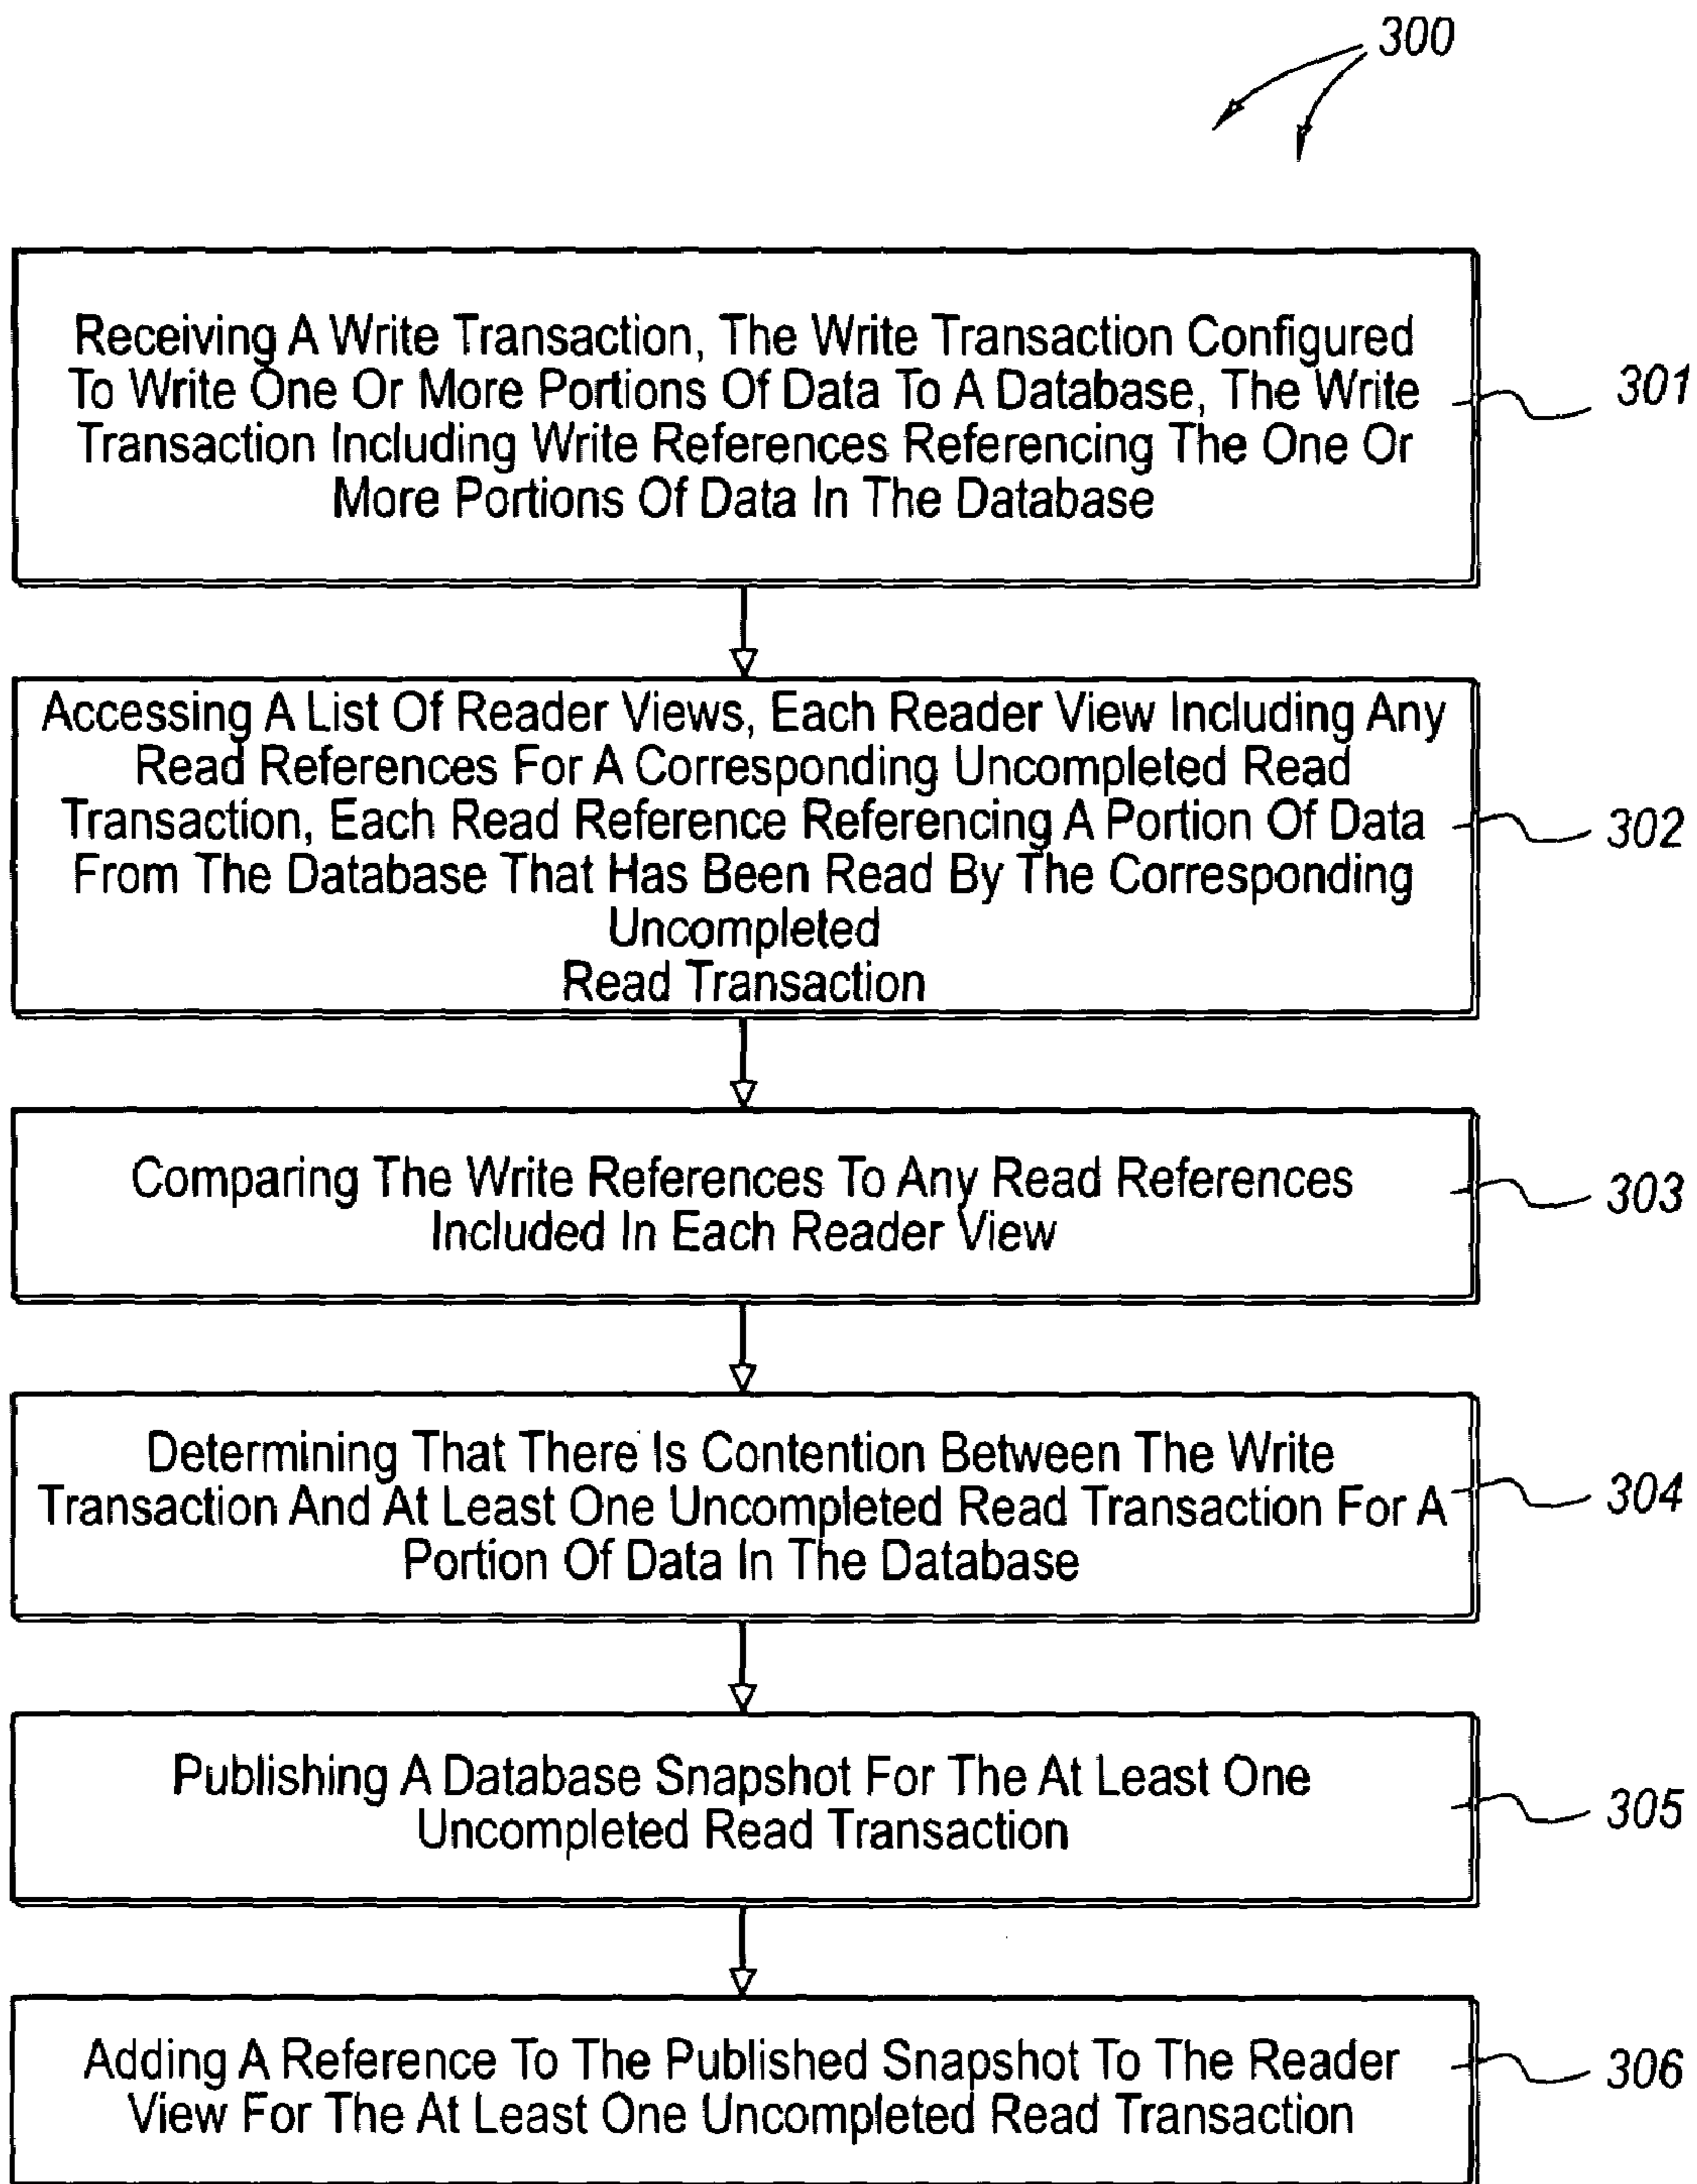 300
Receiving A Write Transaction, The Write Transaction Configured
To Write One Or More Portions Of Data To A Database, The Write
Transaction Including Write References Referencing The One Or
More Portions Of Data In The Database
301
Accessing A List Of Reader Views, Each Reader View Including Any
Read References For A Corresponding Uncompleted Read
Transaction, Each Read Reference Referencing A Portion Of Data
From The Database That Has Been Read By The Corresponding
Uncompleted
Read Transaction
302
Comparing The Write References To Any Read References
Included In Each Reader View
303
Determining That There Is Contention Between The Write
Transaction And At Least One Uncompleted Read Transaction For A
Portion Of Data In The Database
304
Publishing A Database Snapshot For The At Least One
Uncompleted Read Transaction
305
Adding A Reference To The Published Snapshot To The Reader
View For The At Least One Uncompleted Read Transaction
306